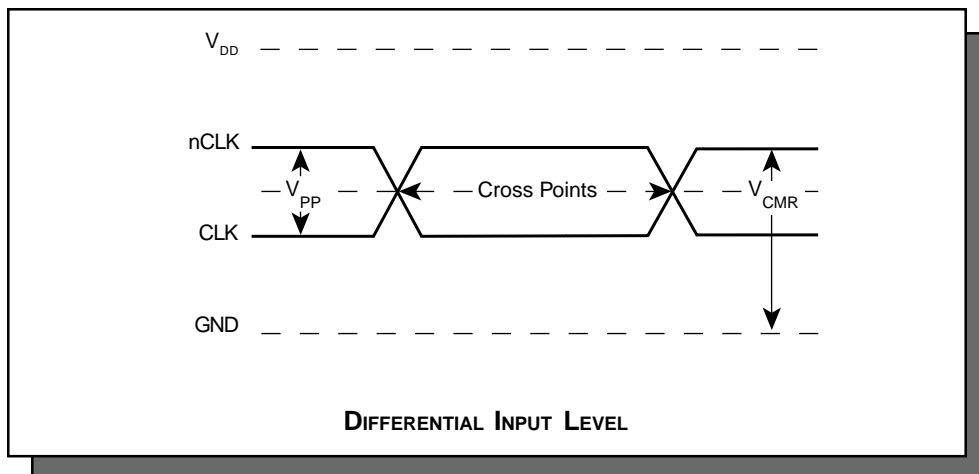 VDD
nCLK
VPP
Cross Points
VCMR
CLK
GND
DIFFERENTIAL INPUT LEVEL